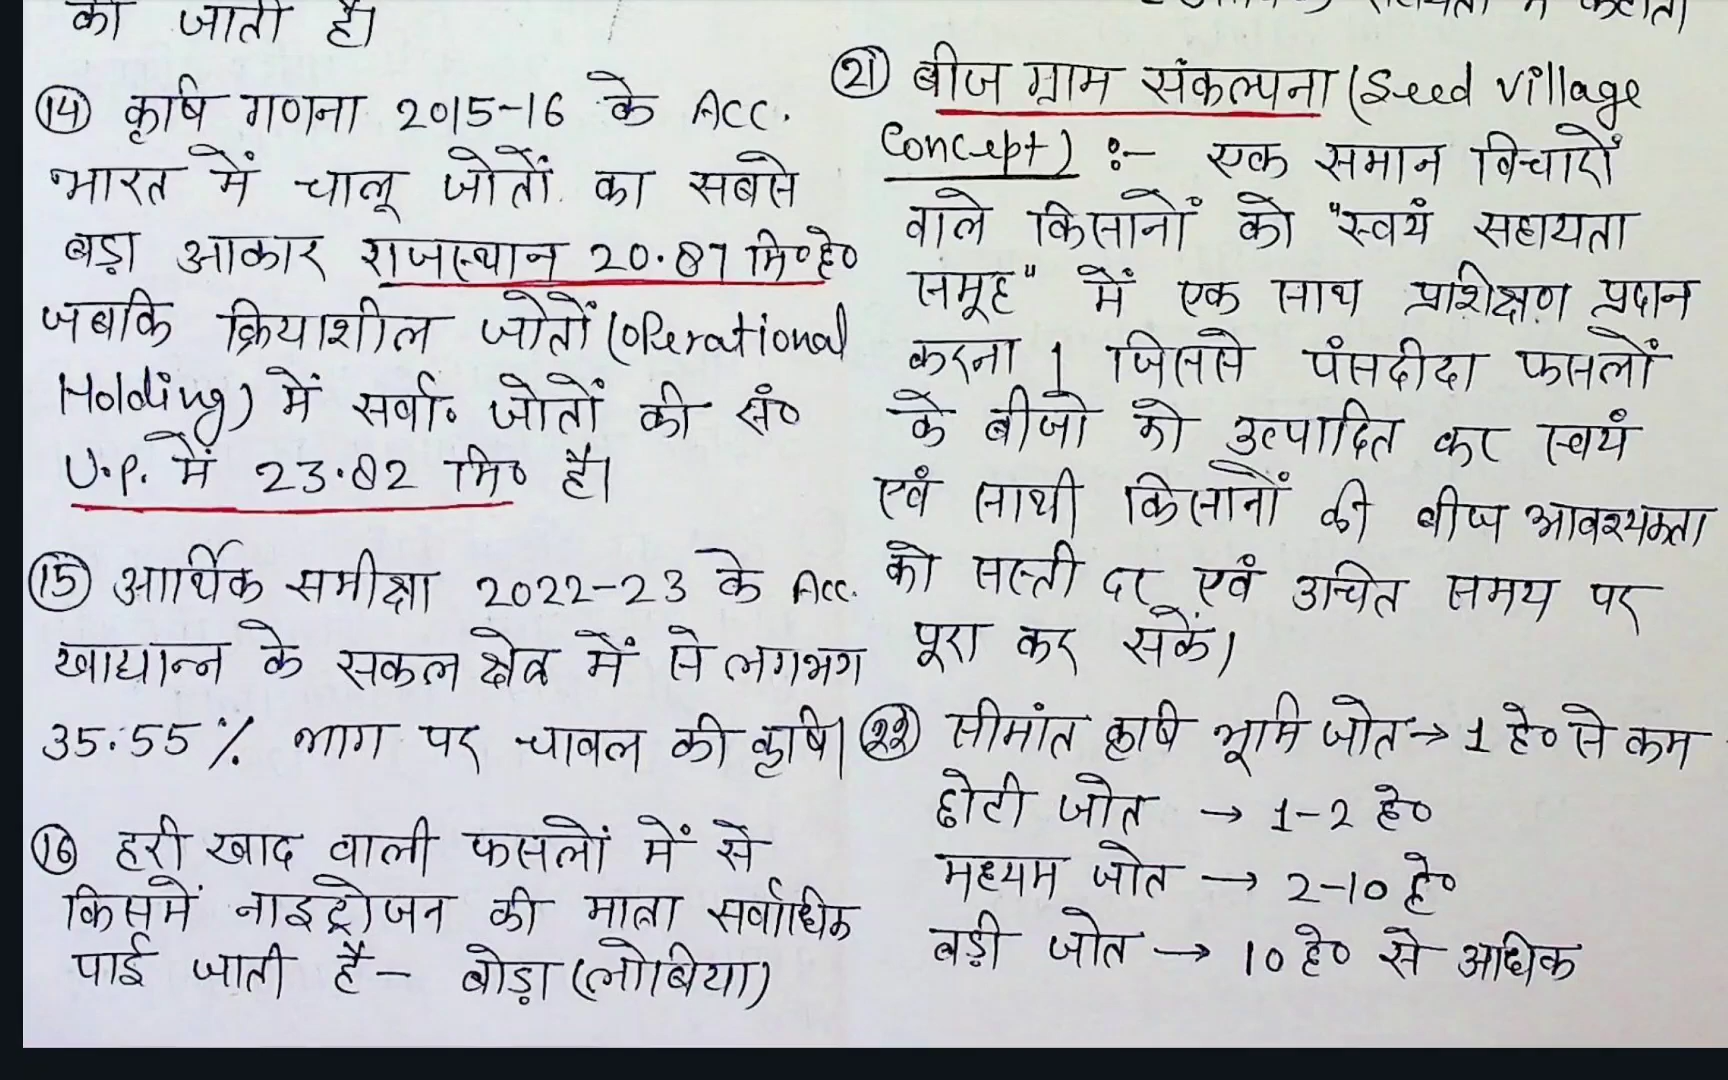 की जाती है।
(14) कृषि गणना 2015-16 के Acc.
भारत में चालू जोतों का सबसे
बड़ा आकार राजस्थान 20.87 मि०हे०
जबकि क्रियाशील जोतों (operational
Holding) में सर्वा. जोतों की सं०
U.P. में 23.82 मि० है।
(15) आर्थिक समीक्षा 2022-23 के Acc.
खाद्यान्न के सकल क्षेत्र में से लगभग
35.55% भाग पर चावल की कृषि।
(16) हरी खाद वाली फसलों में से
किसमें नाइट्रोजन की मात्रा सर्वाधिक
पाई जाती है - बोड़ा (लोबिया)
(21) बीज ग्राम संकल्पना (Seed village
Concept) :- एक समान विचारों
वाले किसानों को "स्वयं सहायता
समूह" में एक साथ प्रशिक्षण प्रदान
करना। जिससे पंसदीदा फसलों
के बीजो को उत्पादित कर स्वयं
एवं साथी किसानों की बीज आवश्यकता
को सस्ती दर एवं उचित समय पर
पूरा कर सकें।
(22) सीमांत कृषि भूमि जोत → 1 हे० से कम
छोटी जोत → 1-2 हे०
मध्यम जोत → 2-10 हे०
बड़ी जोत → 10 हे० से अधिक